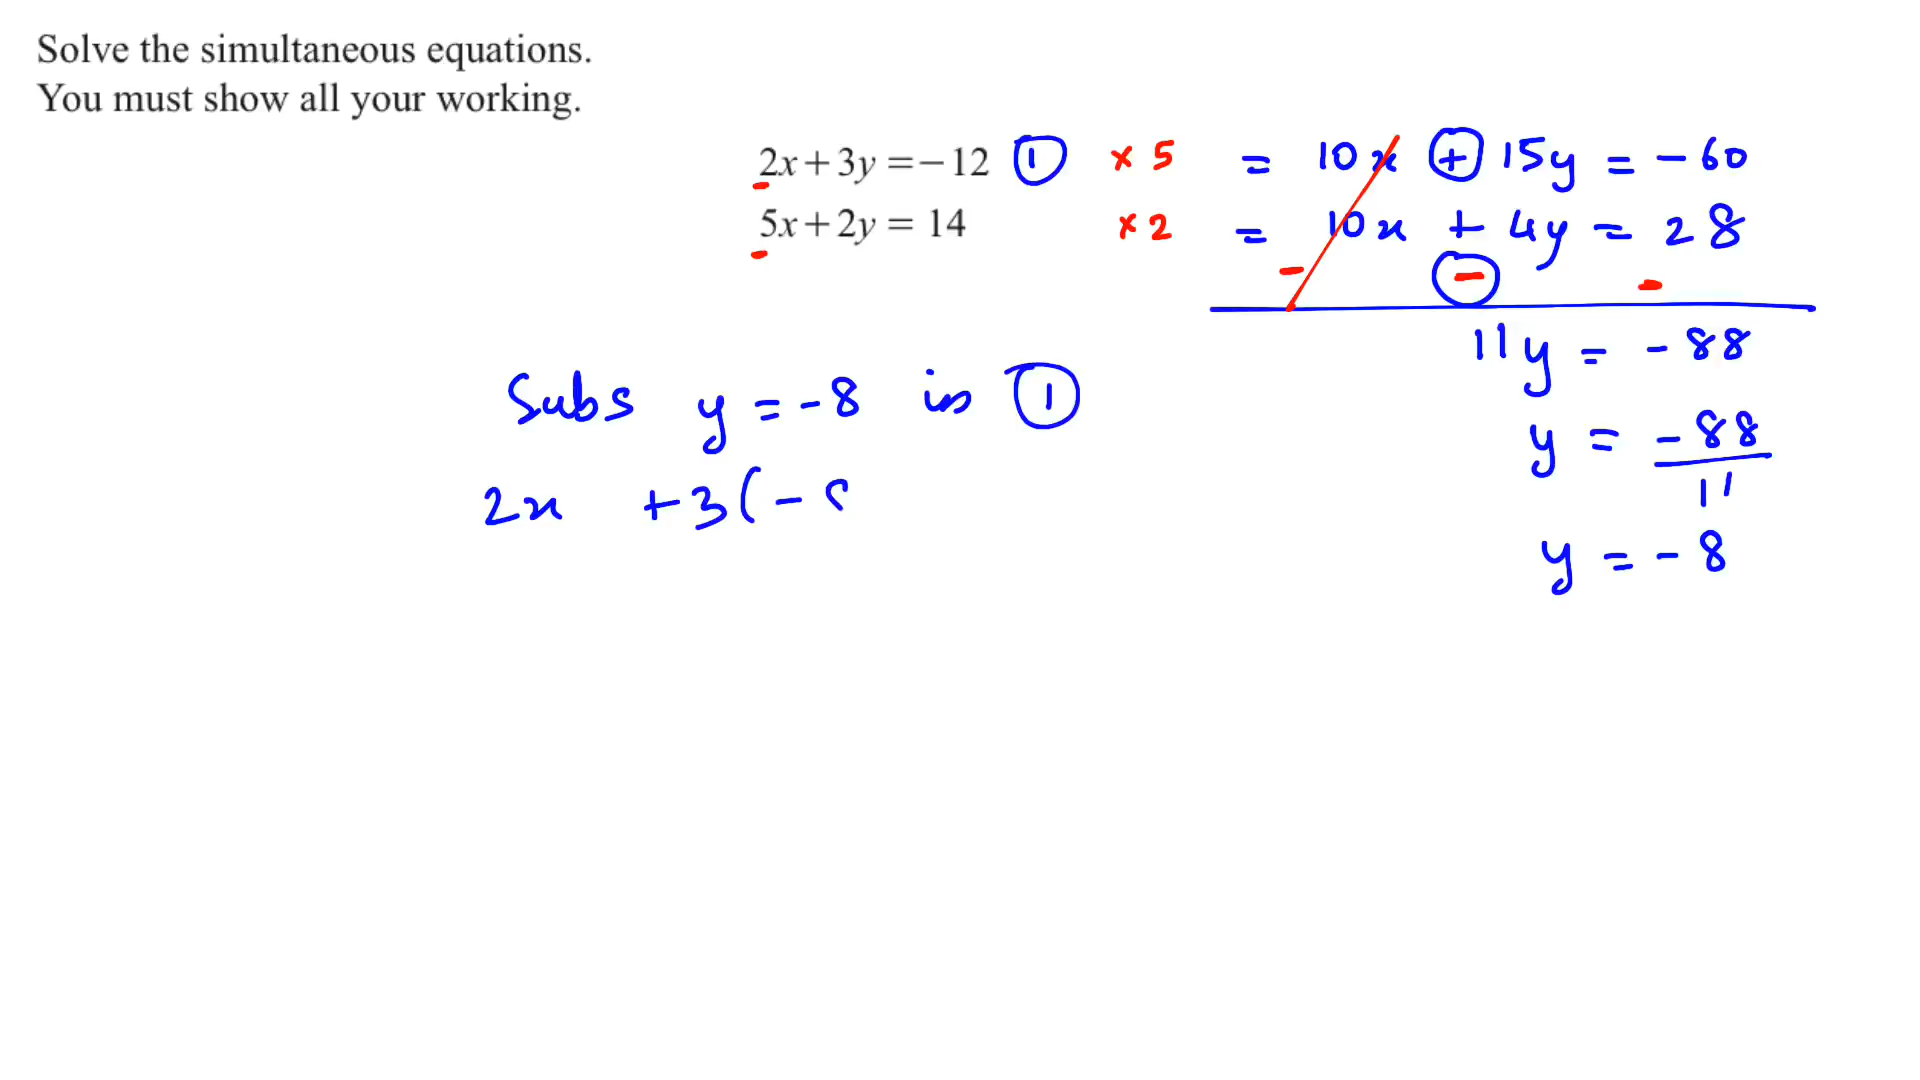 Solve the simultaneous equations.
You must show all your working.
2x+3y=−12 ① ×5 = 10x + 15y = −60
5x+2y= 14 ×2 = 10x + 4y = 28
− − −
11y = −88
Subs y = −8 in ①
y = −88/11
2x +3(−
y = −8